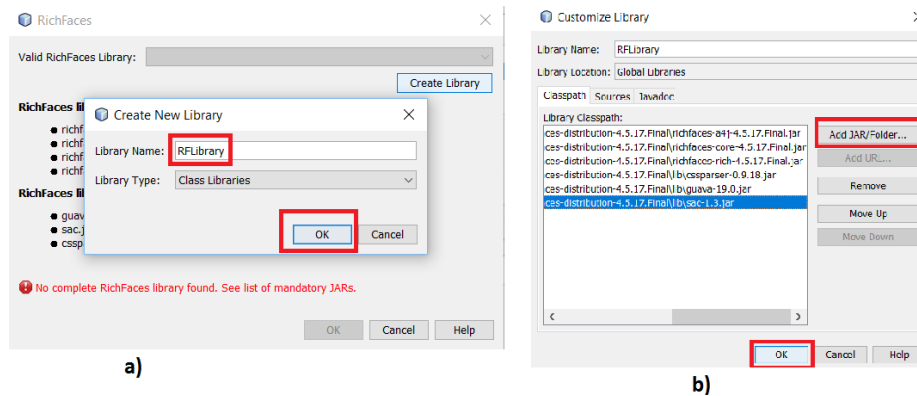 RichFaces
Valid RichFaces Library:
Create Library
RichFaces li
richf
richf
richf
richf
RichFaces li
guav
sac.j
cssp
Create New Library
Library Name: RFLibrary
Library Type: Class Libraries
OK Cancel
No complete RichFaces library found. See list of mandatory JARs.
OK Cancel Help
a)
Customize Library
Library Name: RFLibrary
Library Location: Global Libraries
Classpath Sources Javadoc
Library Classpath:
ces-distribution-4.5.17.Final\richfaces-a4j-4.5.17.Final.jar
ces-distribution-4.5.17.Final\richfaces-core-4.5.17.Final.jar
ces-distribution-4.5.17.Final\richfaces-rich-4.5.17.Final.jar
ces-distribution-4.5.17.Final\lib\cssparser-0.9.18.jar
ces-distribution-4.5.17.Final\lib\guava-19.0.jar
ces-distribution-4.5.17.Final\lib\sac-1.3.jar
Add JAR/Folder...
Add URL...
Remove
Move Up
Move Down
OK Cancel Help
b)